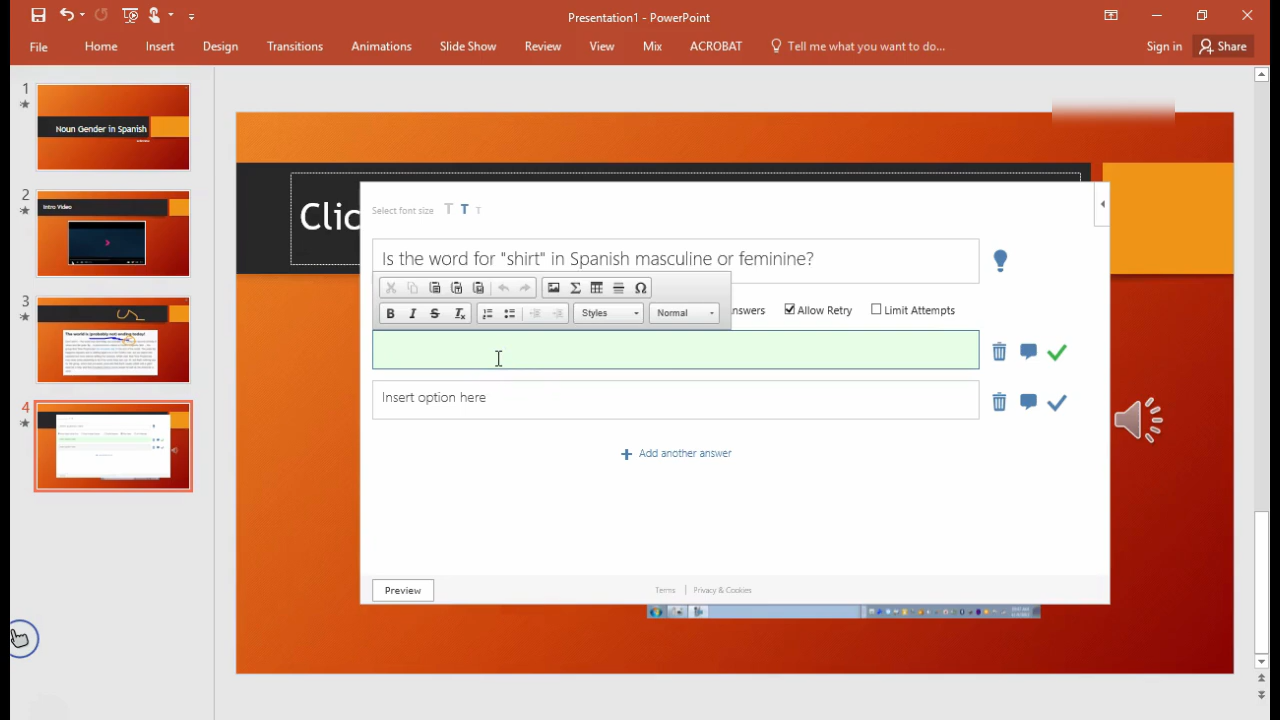 Presentation1 - PowerPoint
File Home Insert Design Transitions Animations Slide Show Review View Mix ACROBAT Tell me what you want to do... Sign in Share
1
Noun Gender in Spanish
2
Intro Video
3
The world is probably not ending today!
4
Clic
Select font size T T T
Is the word for "shirt" in Spanish masculine or feminine?
B I S Tx Styles Normal
nswers Allow Retry Limit Attempts
Insert option here
Add another answer
Preview
Terms | Privacy & Cookies